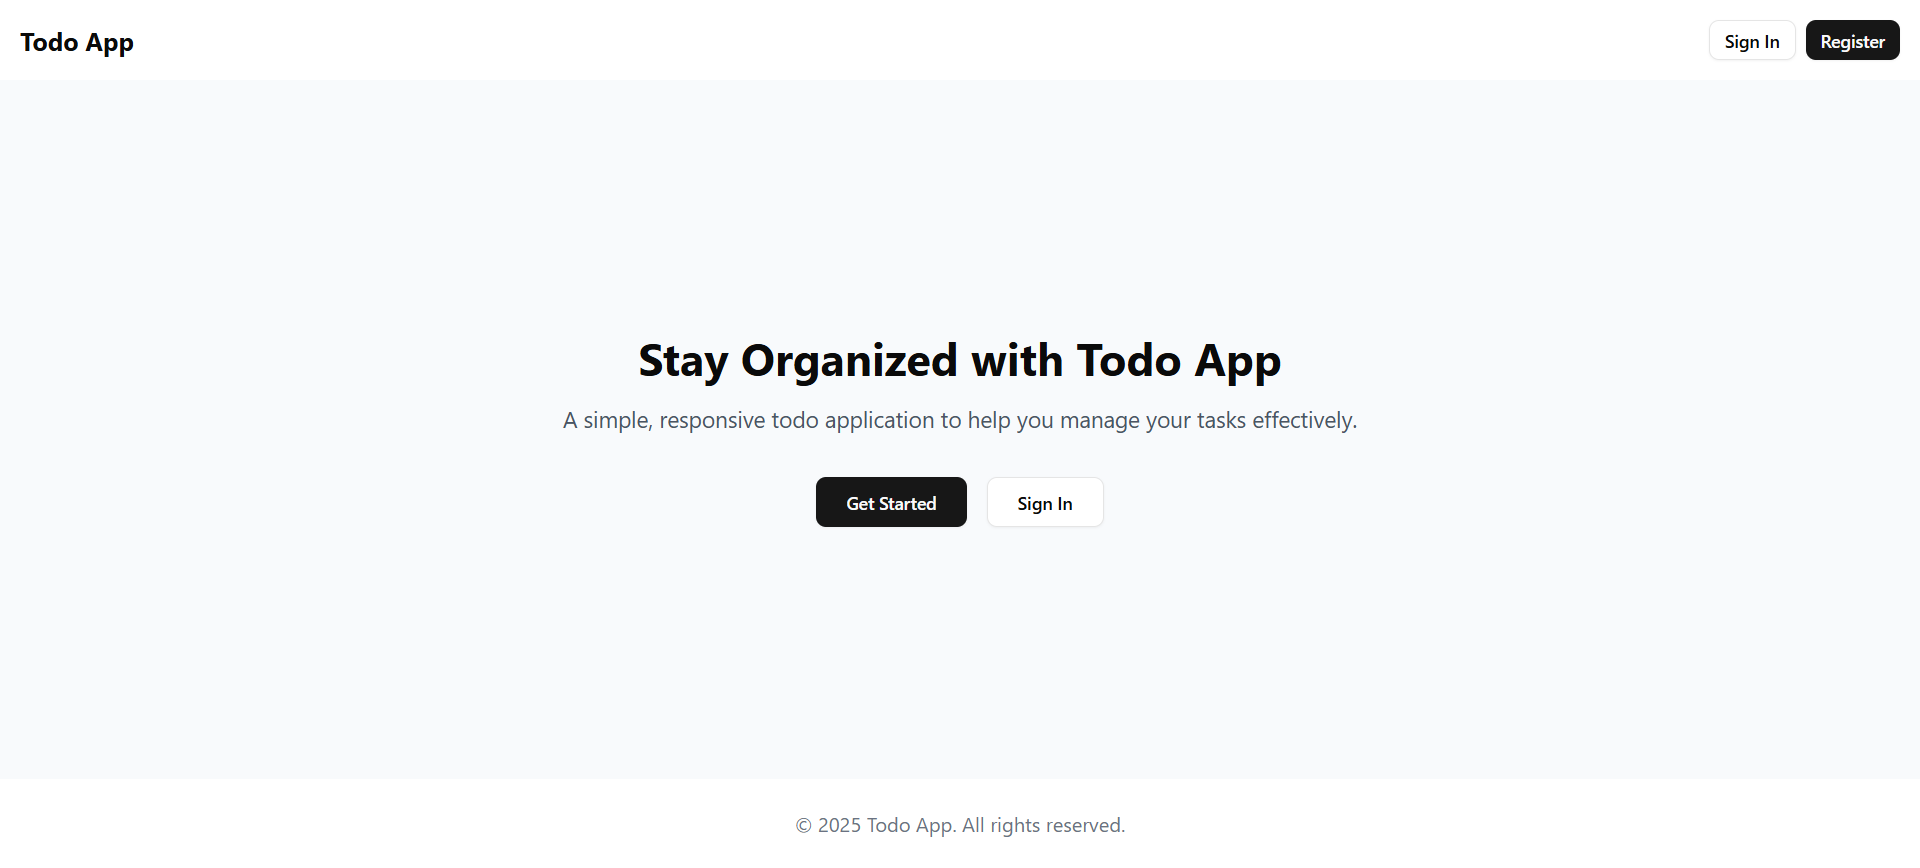 Todo App
Sign In
Register
Stay Organized with Todo App
A simple, responsive todo application to help you manage your tasks effectively.
Get Started
Sign In
© 2025 Todo App. All rights reserved.